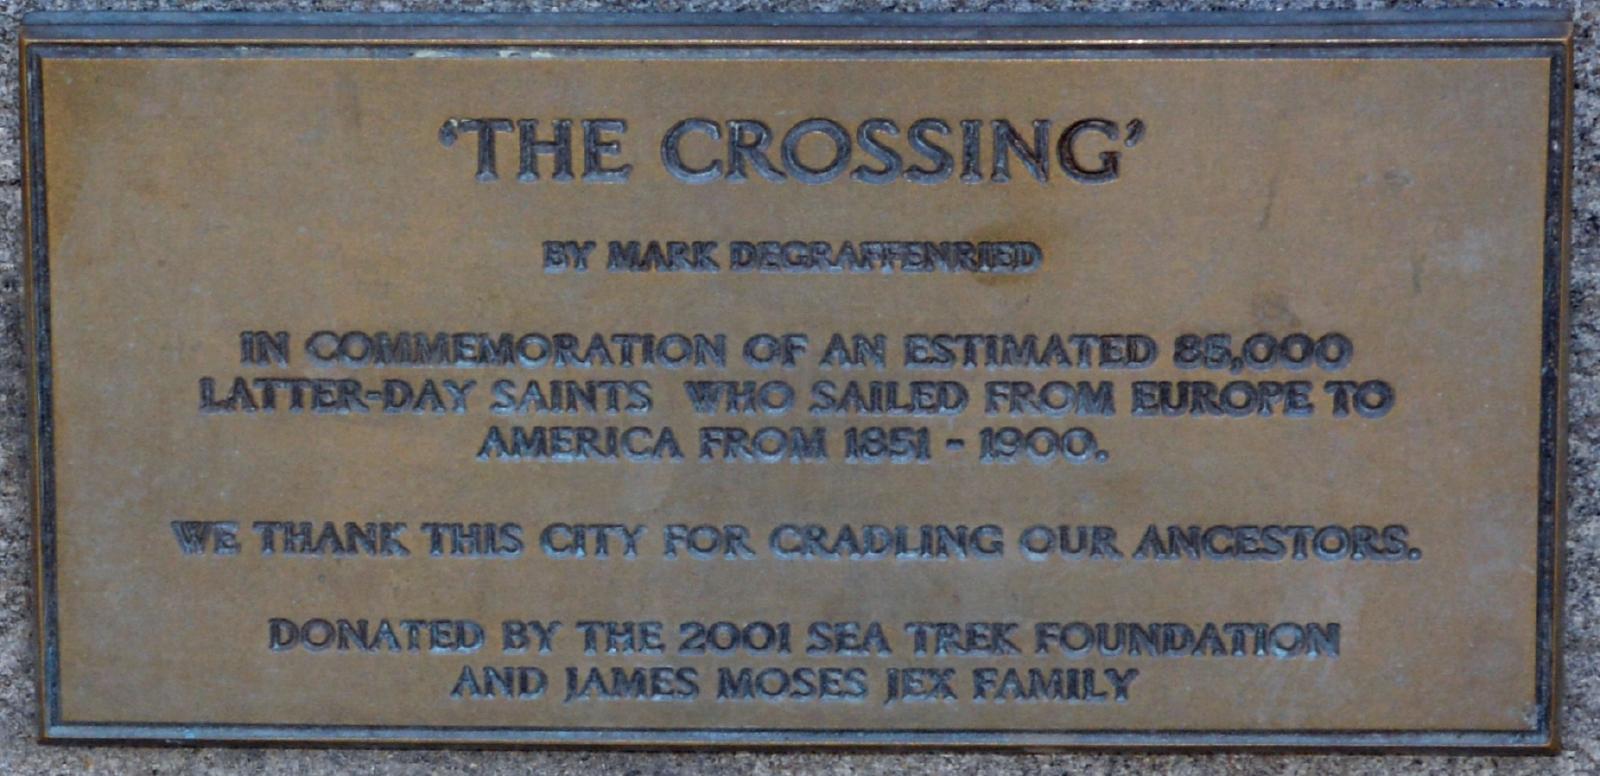 ‘THE CROSSING’
BY MARK DEGRAFFENRIED
IN COMMEMORATION OF AN ESTIMATED 85,000
LATTER-DAY SAINTS WHO SAILED FROM EUROPE TO
AMERICA FROM 1851 - 1900.
WE THANK THIS CITY FOR CRADLING OUR ANCESTORS.
DONATED BY THE 2001 SEA TREK FOUNDATION
AND JAMES MOSES JEX FAMILY